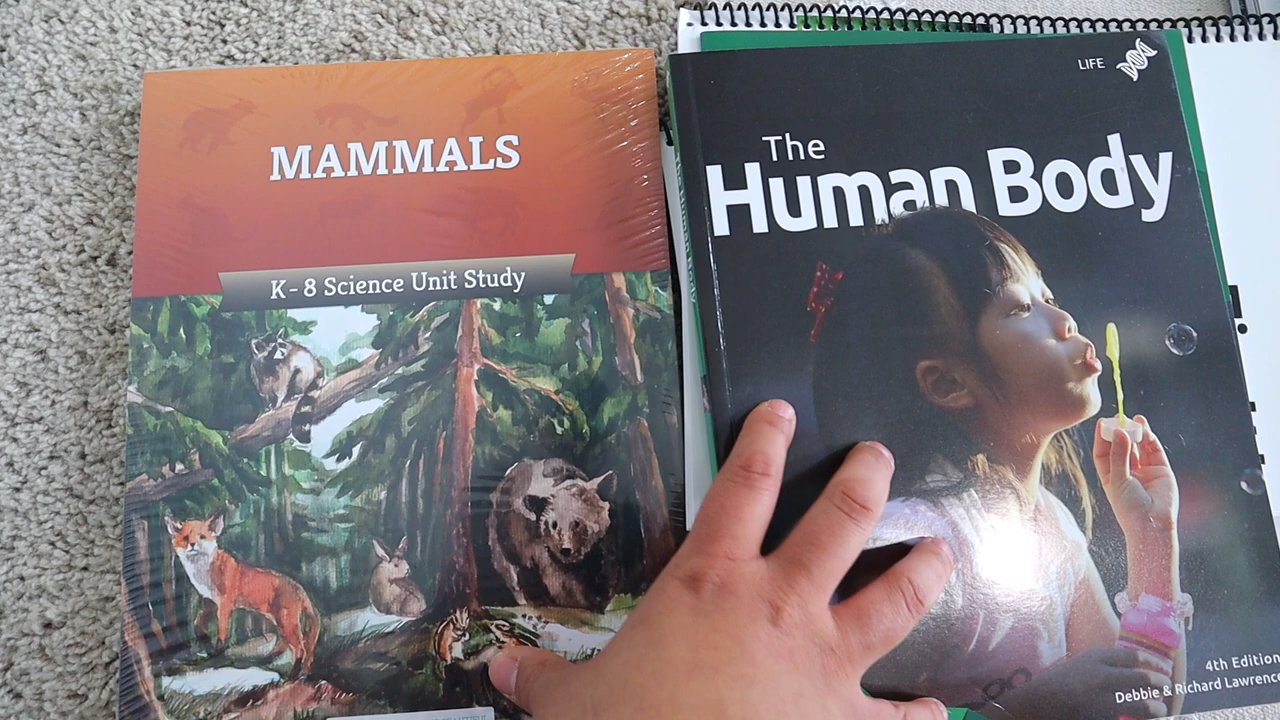 MAMMALS
K-8 Science Unit Study
LIFE
The
Human Body
4th Edition
Debbie & Richard Lawrence